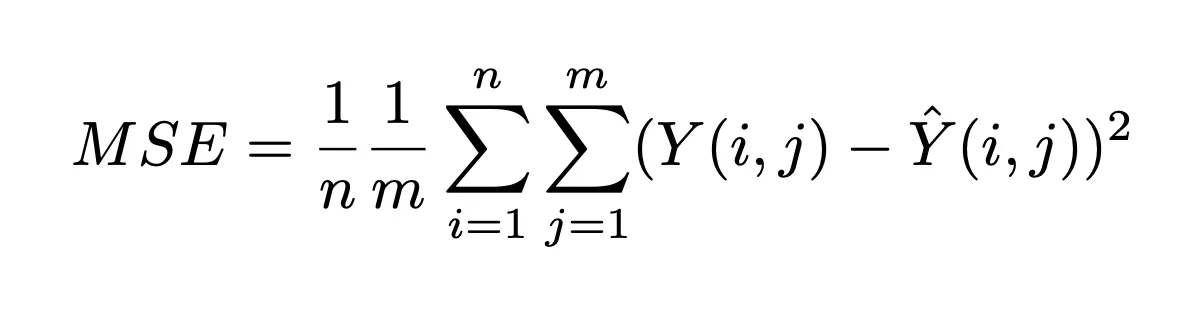 MSE = \frac{1}{n} \frac{1}{m} \sum_{i=1}^{n} \sum_{j=1}^{m} (Y(i,j) - \hat{Y}(i,j))^2